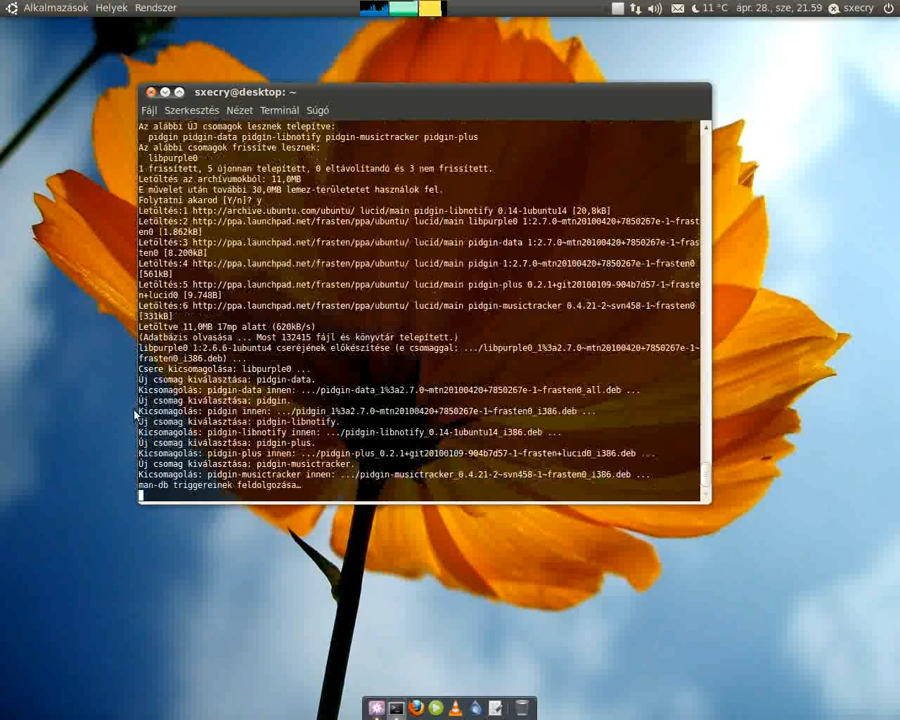 Alkalmazások Helyek Rendszer
11 °C ápr. 28., sze, 21.59 sxecry
sxecry@desktop: ~
Fájl Szerkesztés Nézet Terminál Súgó
Az alábbi ÚJ csomagok lesznek telepítve:
pidgin pidgin-data pidgin-libnotify pidgin-musictracker pidgin-plus
Az alábbi csomagok frissítve lesznek:
libpurple0
1 frissített, 5 újonnan telepített, 0 eltávolítandó és 3 nem frissített.
Letöltés az archívumokból: 11,0MB
E művelet után további 30,0MB lemez-területetet használok fel.
Folytatni akarod [Y/n]? y
Letöltés:1 http://archive.ubuntu.com/ubuntu/ lucid/main pidgin-libnotify 0.14-1ubuntu14 [20,8kB]
Letöltés:2 http://ppa.launchpad.net/frasten/ppa/ubuntu/ lucid/main libpurple0 1:2.7.0~mtn20100420+7850267e-1~frast
en0 [1.862kB]
Letöltés:3 http://ppa.launchpad.net/frasten/ppa/ubuntu/ lucid/main pidgin-data 1:2.7.0~mtn20100420+7850267e-1~fras
ten0 [8.200kB]
Letöltés:4 http://ppa.launchpad.net/frasten/ppa/ubuntu/ lucid/main pidgin 1:2.7.0~mtn20100420+7850267e-1~frasten0
[561kB]
Letöltés:5 http://ppa.launchpad.net/frasten/ppa/ubuntu/ lucid/main pidgin-plus 0.2.1+git20100109-904b7d57-1~fraste
n+lucid0 [9.748B]
Letöltés:6 http://ppa.launchpad.net/frasten/ppa/ubuntu/ lucid/main pidgin-musictracker 0.4.21-2~svn458-1~frasten0
[331kB]
Letöltve 11,0MB 17mp alatt (620kB/s)
(Adatbázis olvasása ... Most 132415 fájl és könyvtár telepített.)
libpurple0 1:2.6.6-1ubuntu4 cseréjének előkészítése (e csomaggal: .../libpurple0_1%3a2.7.0~mtn20100420+7850267e-1~
frasten0_i386.deb) ...
Csere kicsomagolása: libpurple0 ...
Új csomag kiválasztása: pidgin-data.
Kicsomagolás: pidgin-data innen: .../pidgin-data_1%3a2.7.0~mtn20100420+7850267e-1~frasten0_all.deb ...
Új csomag kiválasztása: pidgin.
Kicsomagolás: pidgin innen: .../pidgin_1%3a2.7.0~mtn20100420+7850267e-1~frasten0_i386.deb ...
Új csomag kiválasztása: pidgin-libnotify.
Kicsomagolás: pidgin-libnotify innen: .../pidgin-libnotify_0.14-1ubuntu14_i386.deb ...
Új csomag kiválasztása: pidgin-plus.
Kicsomagolás: pidgin-plus innen: .../pidgin-plus_0.2.1+git20100109-904b7d57-1~frasten+lucid0_i386.deb ...
Új csomag kiválasztása: pidgin-musictracker.
Kicsomagolás: pidgin-musictracker innen: .../pidgin-musictracker_0.4.21-2~svn458-1~frasten0_i386.deb ...
man-db triggereinek feldolgozása…